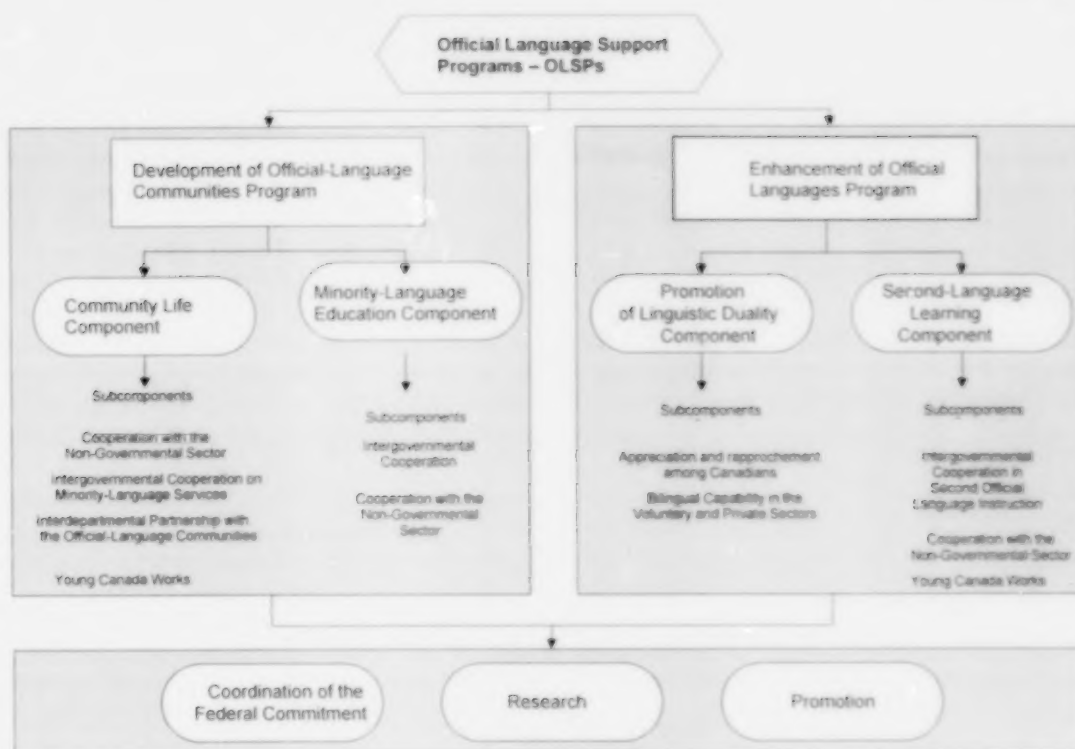 Official Language Support
Programs – OLSPs
Development of Official-Language
Communities Program
Community Life
Component
Subcomponents
Cooperation with the
Non-Governmental Sector
Intergovernmental Cooperation on
Minority-Language Services
Interdepartmental Partnership with
the Official-Language Communities
Young Canada Works
Minority-Language
Education Component
Subcomponents
Intergovernmental
Cooperation
Cooperation with the
Non-Governmental
Sector
Enhancement of Official
Languages Program
Promotion
of Linguistic Duality
Component
Subcomponents
Appreciation and rapprochement
among Canadians
Bilingual Capability in the
Voluntary and Private Sectors
Second-Language
Learning
Component
Subcomponents
Intergovernmental
Cooperation in
Second Official
Language Instruction
Cooperation with the
Non-Governmental-Sector
Young Canada Works
Coordination of the
Federal Commitment
Research
Promotion